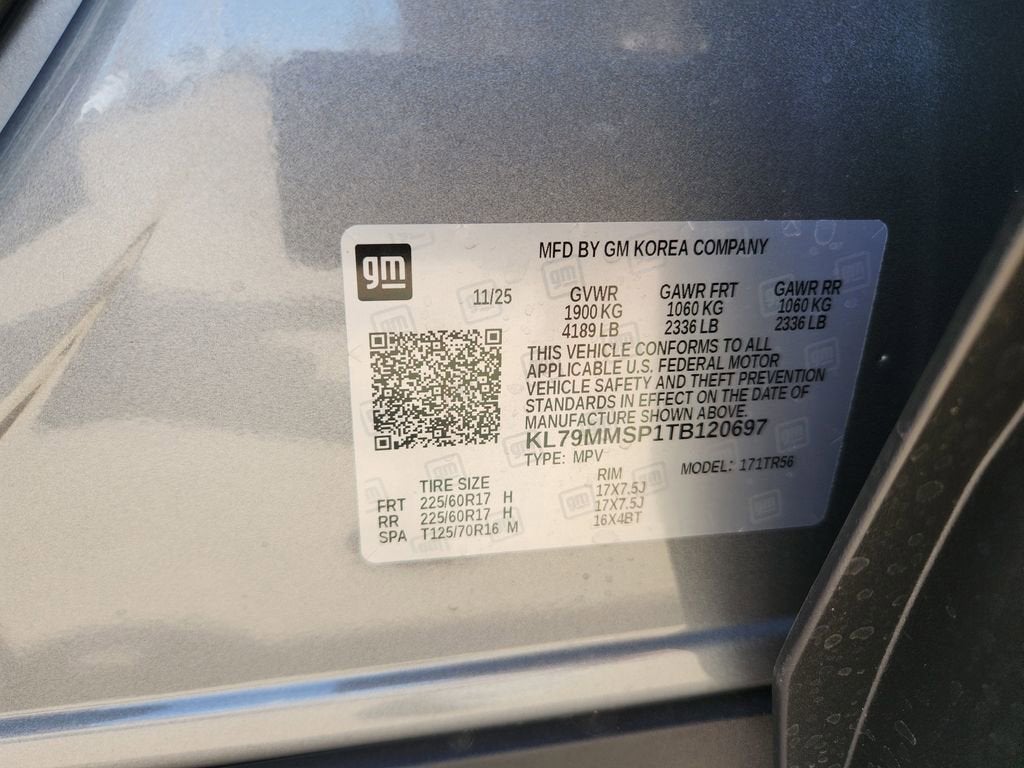 gm
MFD BY GM KOREA COMPANY
11/25
GVWR GAWR FRT GAWR RR
1900 KG 1060 KG 1060 KG
4189 LB 2336 LB 2336 LB
THIS VEHICLE CONFORMS TO ALL
APPLICABLE U.S. FEDERAL MOTOR
VEHICLE SAFETY AND THEFT PREVENTION
STANDARDS IN EFFECT ON THE DATE OF
MANUFACTURE SHOWN ABOVE.
KL79MMSP1TB120697
TYPE: MPV MODEL: 171TR56
TIRE SIZE RIM
FRT 225/60R17 H 17X7.5J
RR 225/60R17 H 17X7.5J
SPA T125/70R16 M 16X4BT